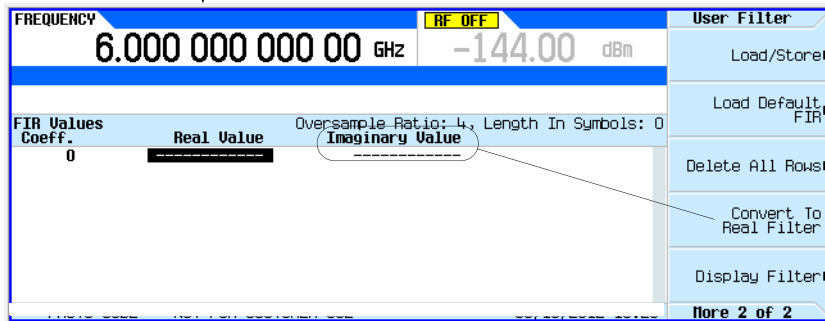 FREQUENCY
6.000 000 000 00 GHz
RF OFF
-144.00 dBm
FIR Values
Oversample Ratio: 4, Length In Symbols: 0
Coeff. Real Value Imaginary Value
0 ------------ ------------
User Filter
Load/Store
Load Default
FIR
Delete All Rows
Convert To
Real Filter
Display Filter
More 2 of 2